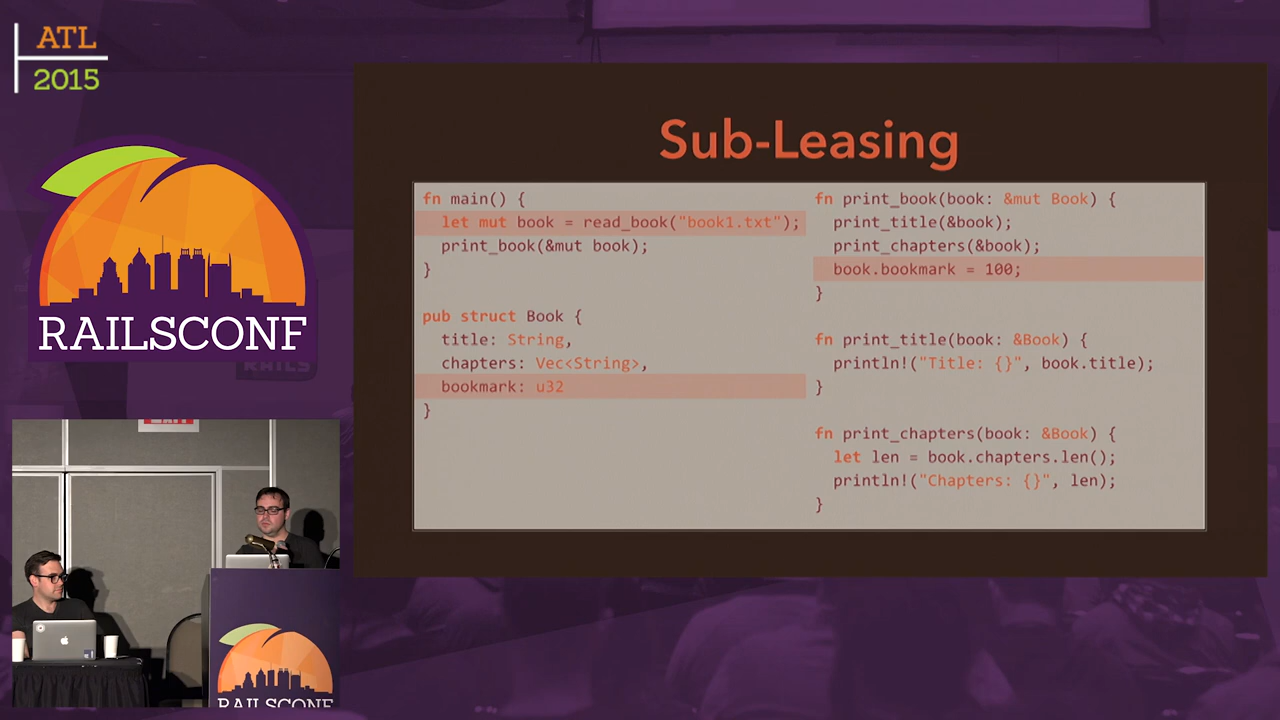 ATL
2015
RAILSCONF
Sub-Leasing
fn main() {
let mut book = read_book("book1.txt");
print_book(&mut book);
}
pub struct Book {
title: String,
chapters: Vec<String>,
bookmark: u32
}
fn print_book(book: &mut Book) {
print_title(&book);
print_chapters(&book);
book.bookmark = 100;
}
fn print_title(book: &Book) {
println!("Title: {}", book.title);
}
fn print_chapters(book: &Book) {
let len = book.chapters.len();
println!("Chapters: {}", len);
}
EXIT
RAILS
RAILSCONF